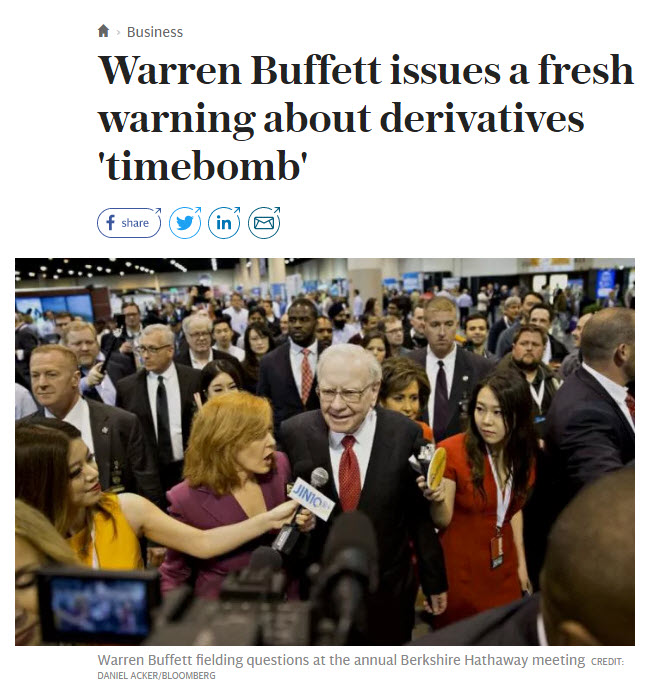 Business
Warren Buffett issues a fresh
warning about derivatives
'timebomb'
share
JINIO
Warren Buffett fielding questions at the annual Berkshire Hathaway meeting CREDIT:
DANIEL ACKER/BLOOMBERG